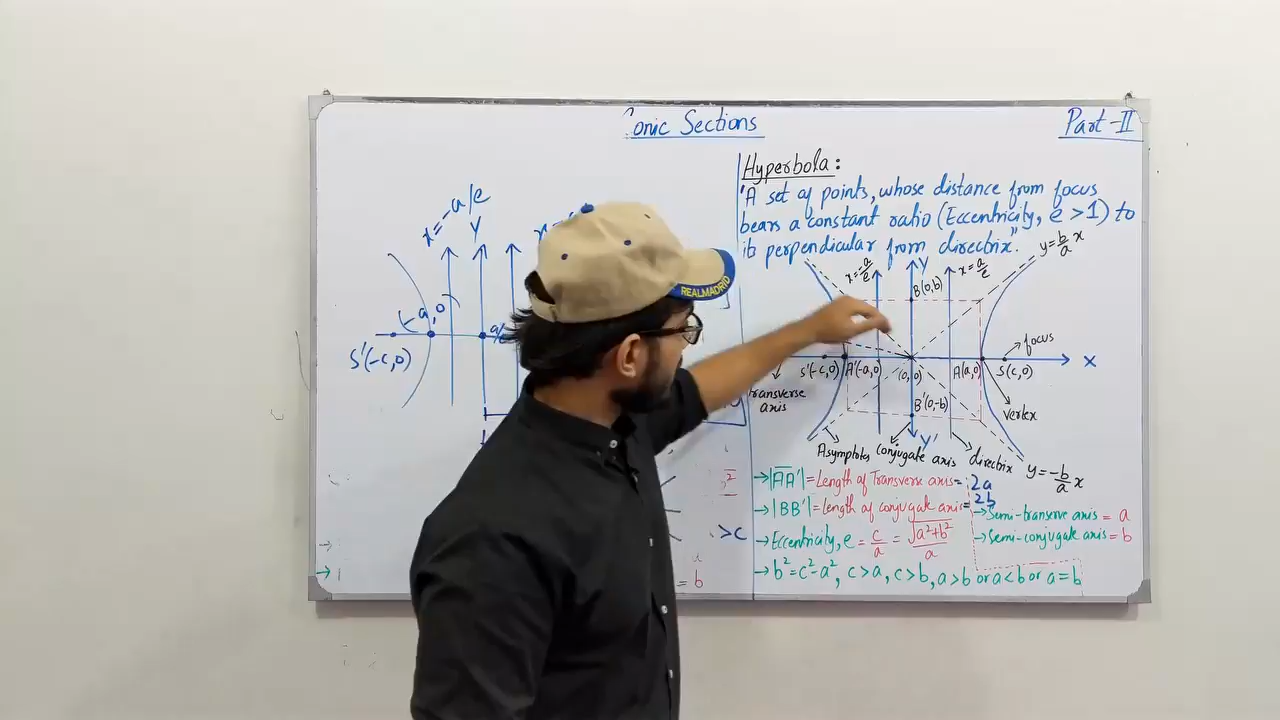 Conic Sections
Part-II
x=-a/e
Y
(-a,0)
S'(-c,0)
REALMADRID
>c
= b
Hyperbola:
"A set of points, whose distance from focus
bears a constant ratio (Eccentricity, e > 1) to
its perpendicular from directrix".
y=b/a x
x=-a/e
Y
x=a/e
B(0,b)
focus
X
S'(-c,0)
A'(-a,0)
(0,0)
A(a,0)
S(c,0)
transverse
axis
B'(0,-b)
vertex
Y'
Asymptotes
conjugate axis
directrix
y=-b/a x
→|AA'|=Length of Transverse axis= 2a
→|BB'|=length of conjugate axis= 2b
→Semi-transerve axis= a
→Semi-conjugate axis= b
→Eccentricity, e = c/a = √a²+b²/a
→b²=c²-a², c>a, c>b, a>b or a<b or a=b